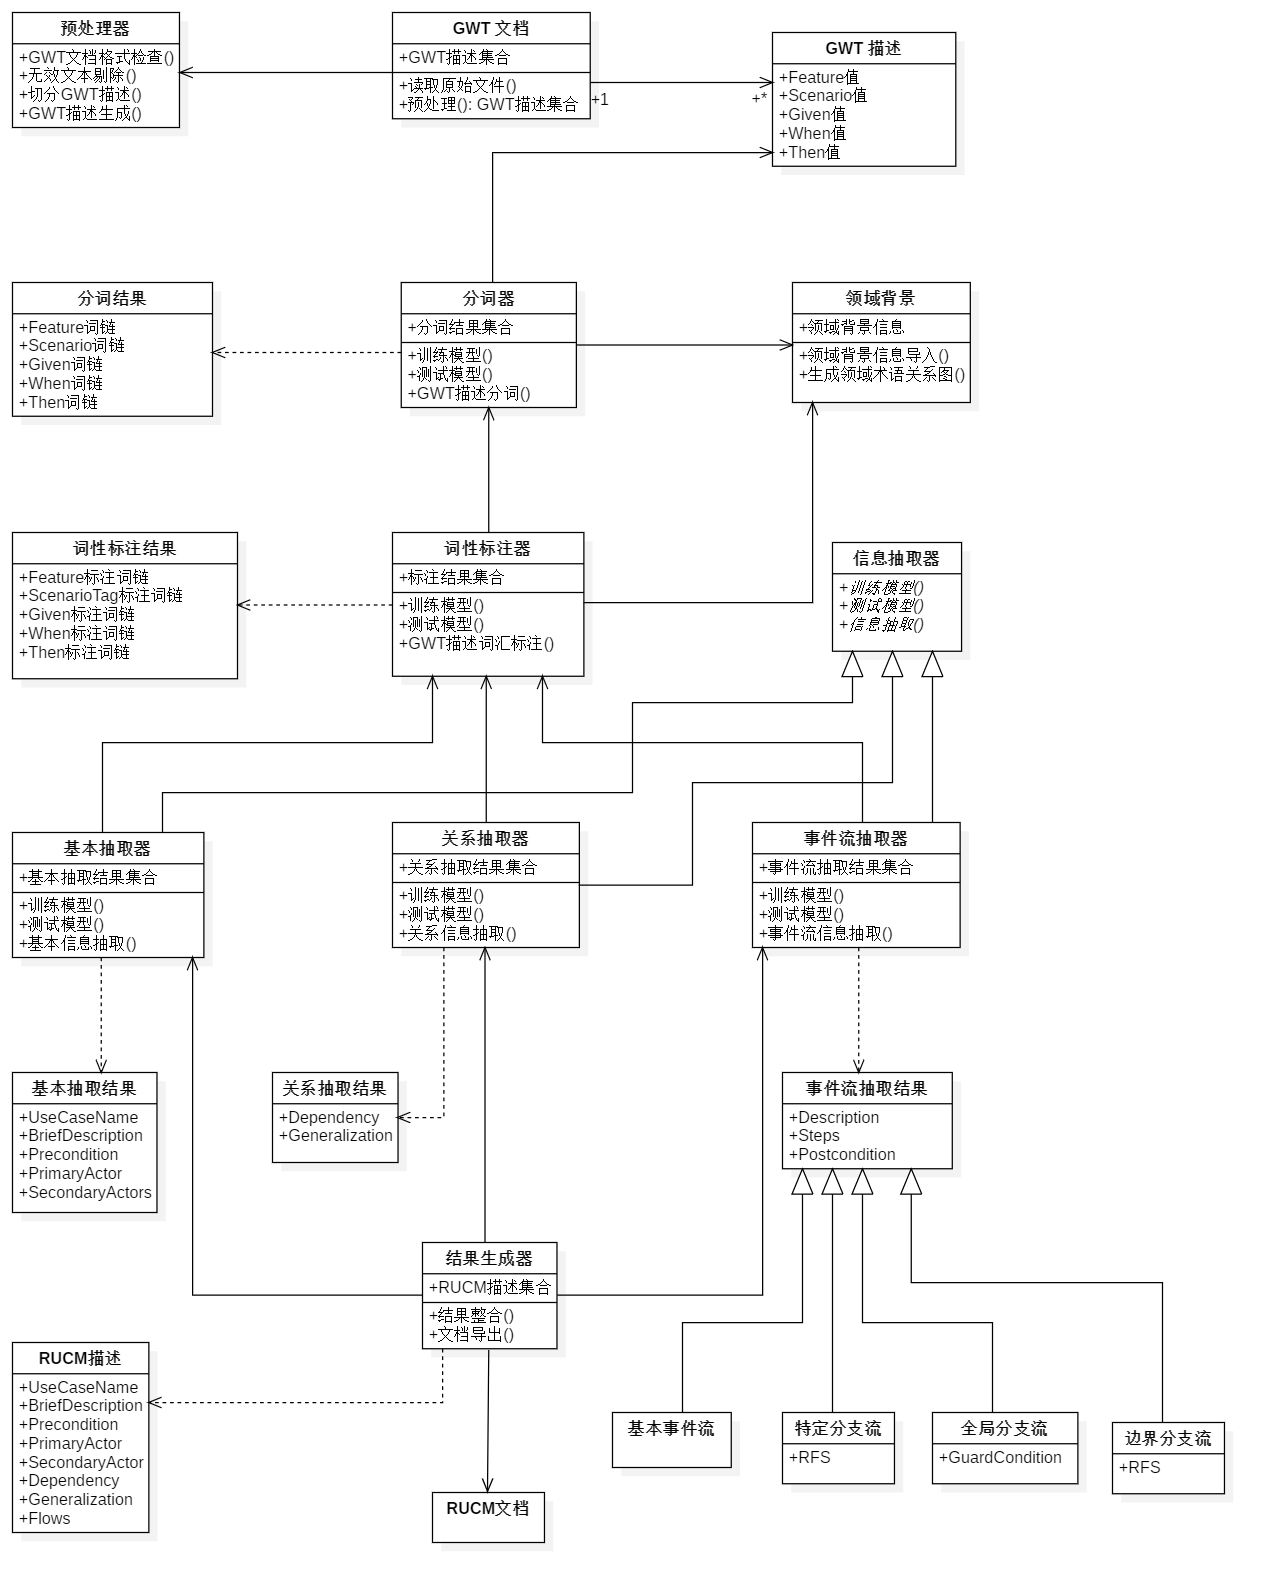 预处理器
+GWT文档格式检查()
+无效文本剔除()
+切分GWT描述()
+GWT描述生成()
GWT 文档
+GWT描述集合
+读取原始文件()
+预处理(): GWT描述集合
+1
+*
GWT 描述
+Feature值
+Scenario值
+Given值
+When值
+Then值
分词结果
+Feature词链
+Scenario词链
+Given词链
+When词链
+Then词链
分词器
+分词结果集合
+训练模型()
+测试模型()
+GWT描述分词()
领域背景
+领域背景信息
+领域背景信息导入()
+生成领域术语关系图()
词性标注结果
+Feature标注词链
+ScenarioTag标注词链
+Given标注词链
+When标注词链
+Then标注词链
词性标注器
+标注结果集合
+训练模型()
+测试模型()
+GWT描述词汇标注()
信息抽取器
+训练模型()
+测试模型()
+信息抽取()
基本抽取器
+基本抽取结果集合
+训练模型()
+测试模型()
+基本信息抽取()
关系抽取器
+关系抽取结果集合
+训练模型()
+测试模型()
+关系信息抽取()
事件流抽取器
+事件流抽取结果集合
+训练模型()
+测试模型()
+事件流信息抽取()
基本抽取结果
+UseCaseName
+BriefDescription
+Precondition
+PrimaryActor
+SecondaryActors
关系抽取结果
+Dependency
+Generalization
事件流抽取结果
+Description
+Steps
+Postcondition
结果生成器
+RUCM描述集合
+结果整合()
+文档导出()
RUCM描述
+UseCaseName
+BriefDescription
+Precondition
+PrimaryActor
+SecondaryActor
+Dependency
+Generalization
+Flows
RUCM文档
基本事件流
特定分支流
+RFS
全局分支流
+GuardCondition
边界分支流
+RFS